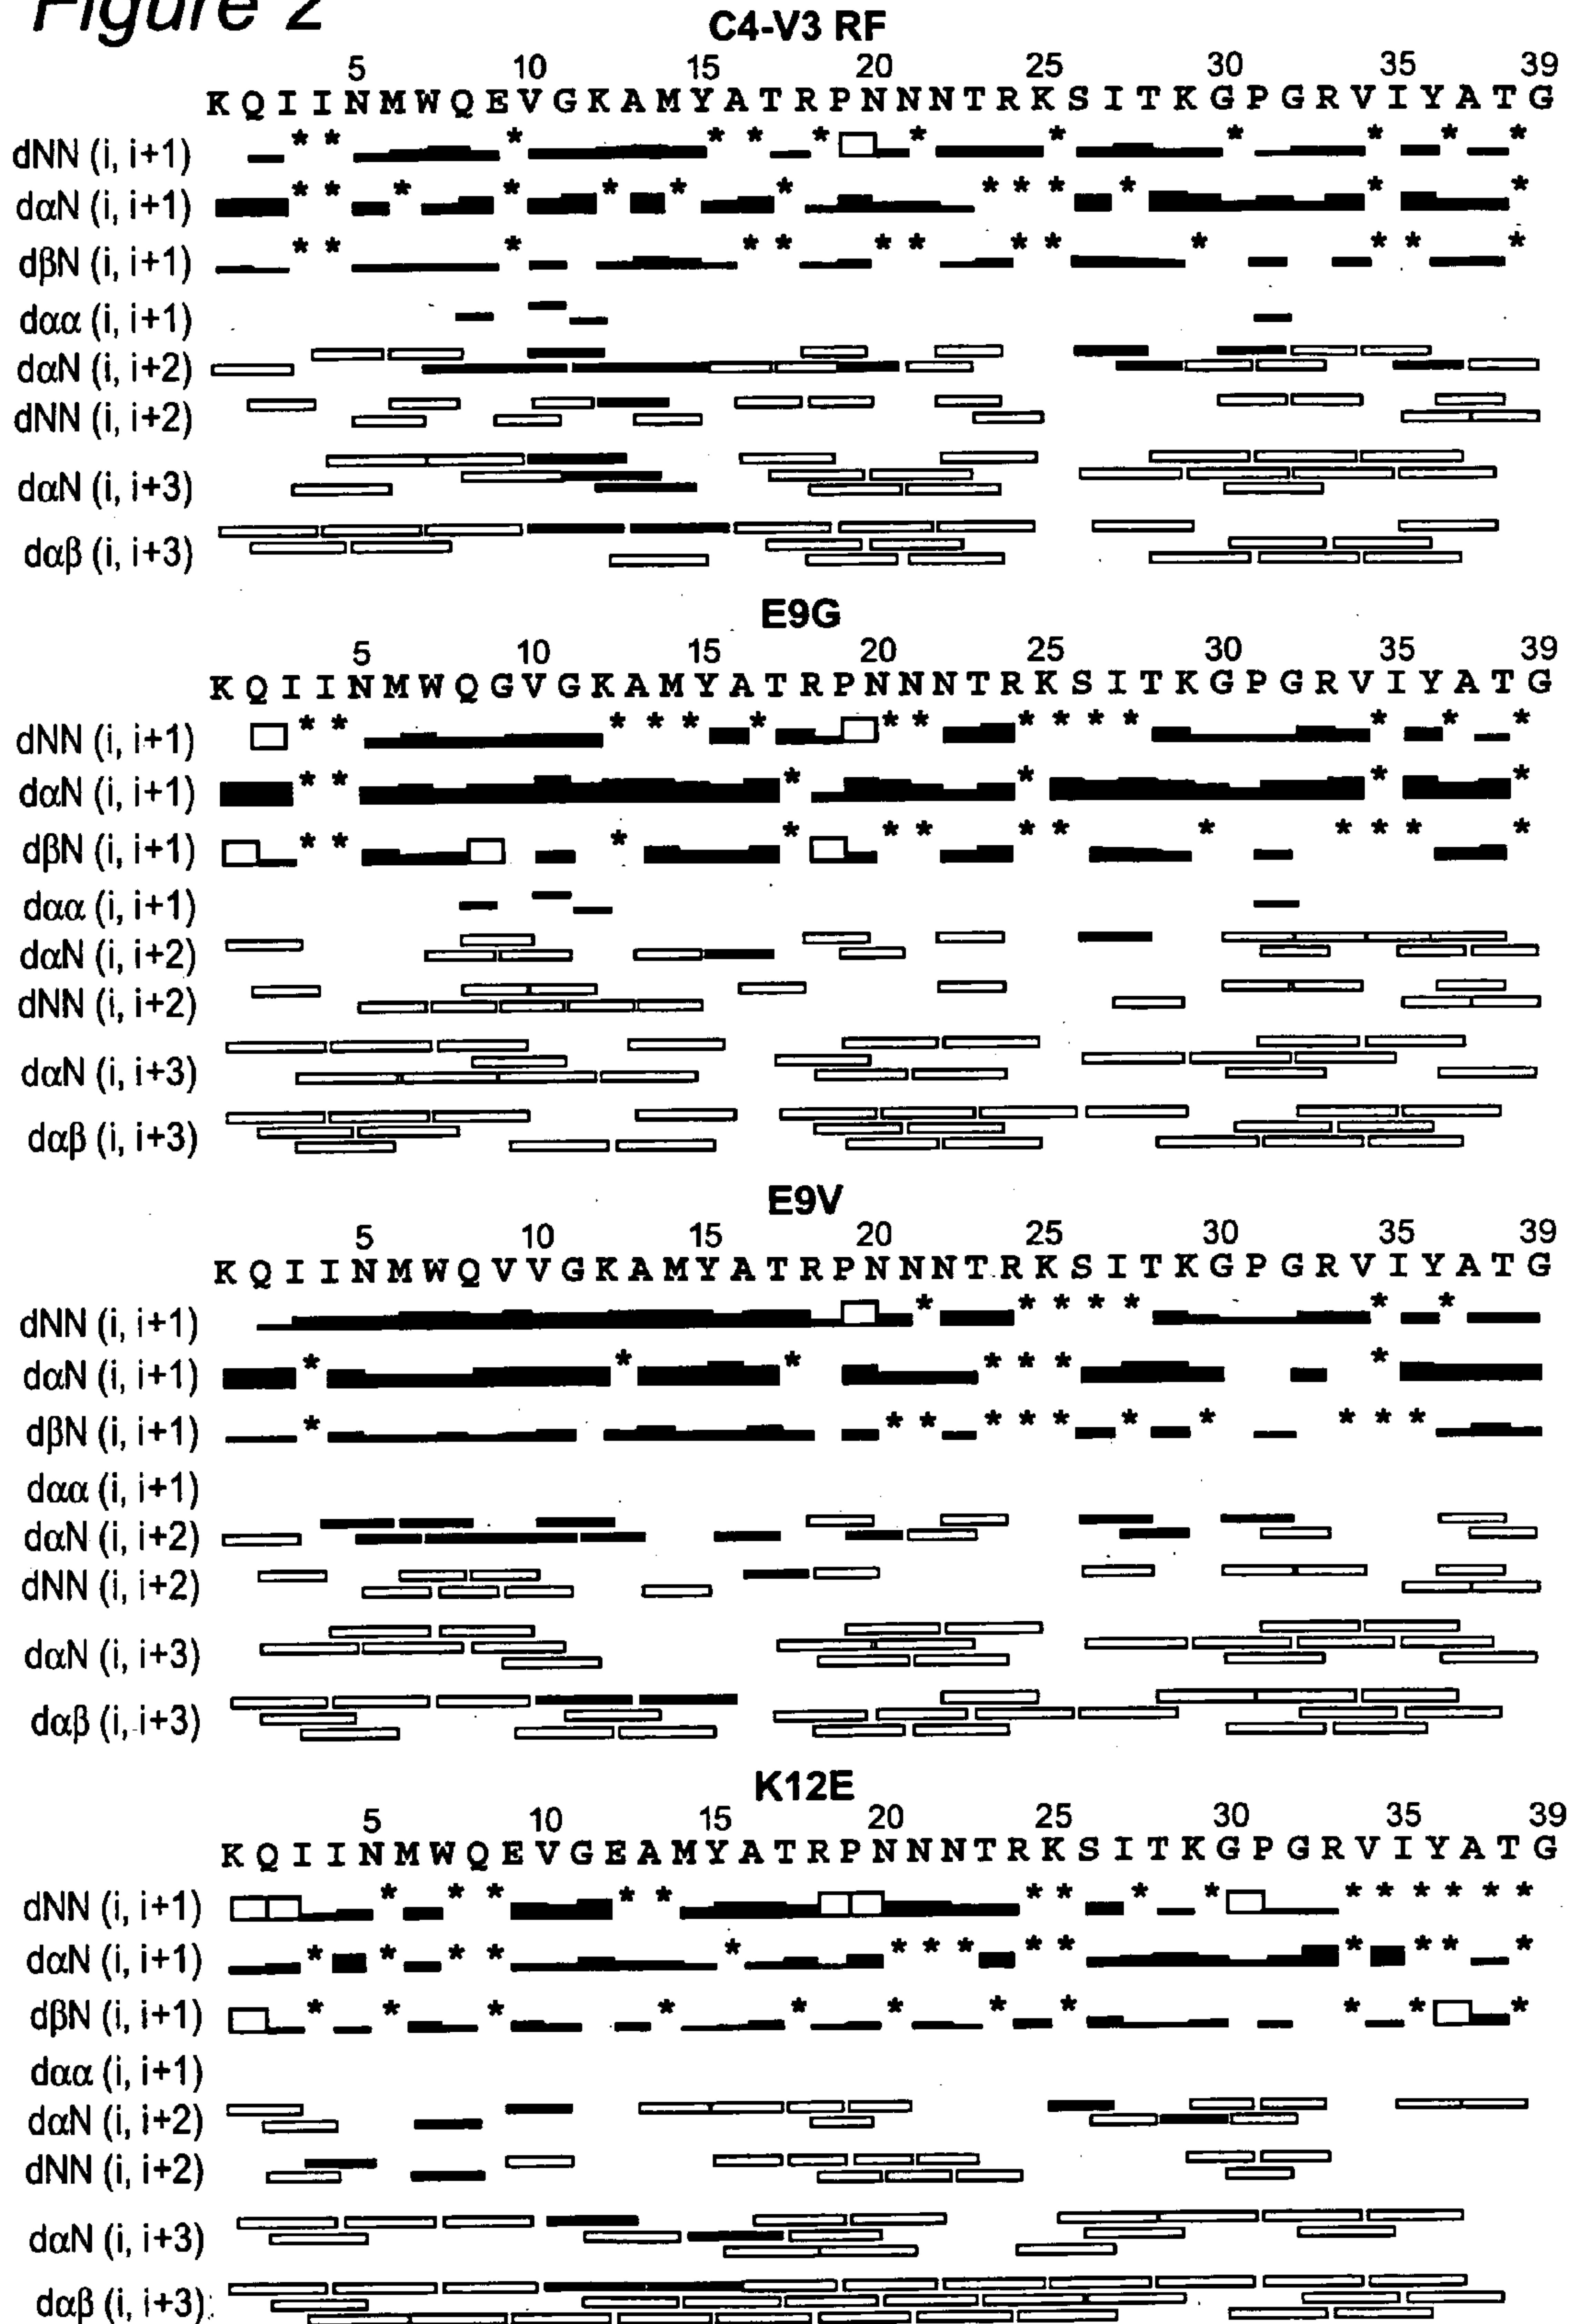 Figure 2
C4-V3 RF
5 10 15 20 25 30 35 39
K Q I I N M W Q E V G K A M Y A T R P N N N T R K S I T K G P G R V I Y A T G
dNN (i, i+1) * * * * * * * * * * * *
dαN (i, i+1) * * * * * * * * * * * * *
dβN (i, i+1) * * * * * * * * * * * * *
dαα (i, i+1)
dαN (i, i+2)
dNN (i, i+2)
dαN (i, i+3)
dαβ (i, i+3)
E9G
5 10 15 20 25 30 35 39
K Q I I N M W Q G V G K A M Y A T R P N N N T R K S I T K G P G R V I Y A T G
dNN (i, i+1) * * * * * * * * * * * * * * *
dαN (i, i+1) * * * * * *
dβN (i, i+1) * * * * * * * * * * * * *
dαα (i, i+1)
dαN (i, i+2)
dNN (i, i+2)
dαN (i, i+3)
dαβ (i, i+3)
E9V
5 10 15 20 25 30 35 39
K Q I I N M W Q V V G K A M Y A T R P N N N T R K S I T K G P G R V I Y A T G
dNN (i, i+1) * * * * * * *
dαN (i, i+1) * * * * * * *
dβN (i, i+1) * * * * * * * * * * * *
dαα (i, i+1)
dαN (i, i+2)
dNN (i, i+2)
dαN (i, i+3)
dαβ (i, i+3)
K12E
5 10 15 20 25 30 35 39
K Q I I N M W Q E V G E A M Y A T R P N N N T R K S I T K G P G R V I Y A T G
dNN (i, i+1) * * * * * * * * * * * * * * *
dαN (i, i+1) * * * * * * * * * * * * * *
dβN (i, i+1) * * * * * * * * * * *
dαα (i, i+1)
dαN (i, i+2)
dNN (i, i+2)
dαN (i, i+3)
dαβ (i, i+3)